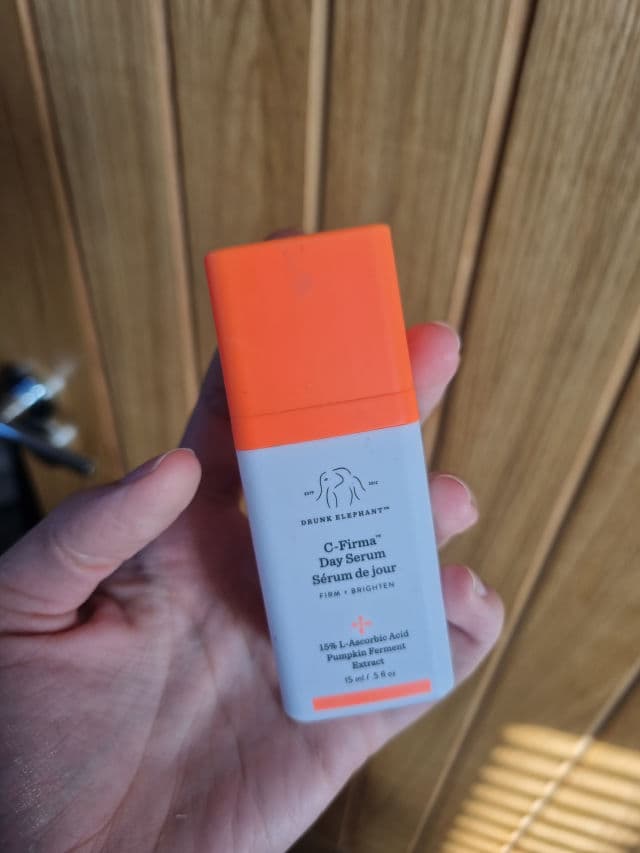 ESTD 2012
DRUNK ELEPHANT™
C-Firma™
Day Serum
Sérum de jour
FIRM + BRIGHTEN
15% L-Ascorbic Acid
Pumpkin Ferment
Extract
15 ml / .5 fl oz